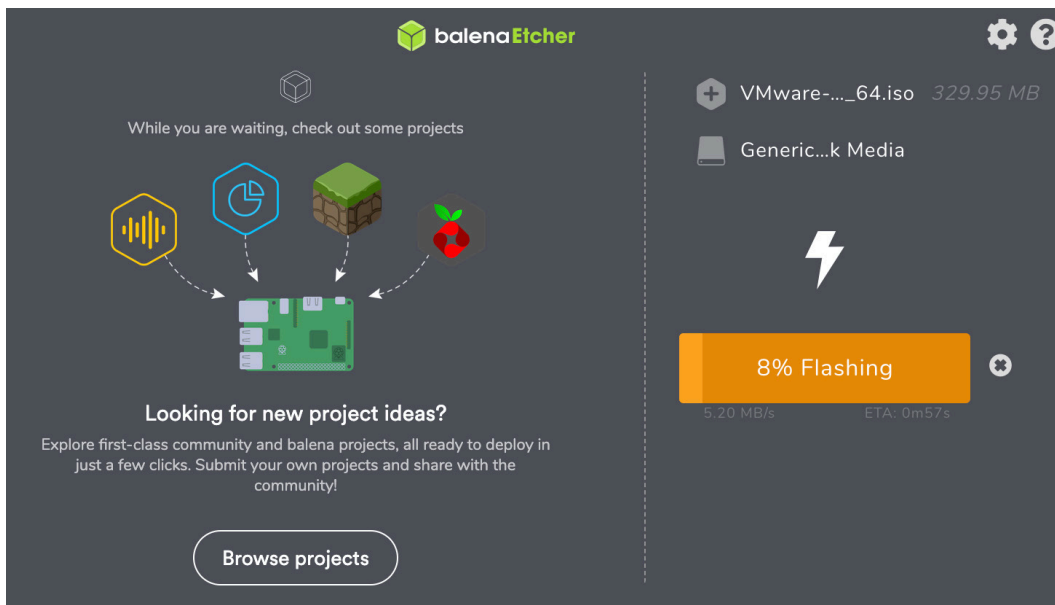 balenaEtcher
While you are waiting, check out some projects
Looking for new project ideas?
Explore first-class community and balena projects, all ready to deploy in
just a few clicks. Submit your own projects and share with the
community!
Browse projects
VMware-..._64.iso 329.95 MB
Generic...k Media
8% Flashing
5.20 MB/s ETA: 0m57s